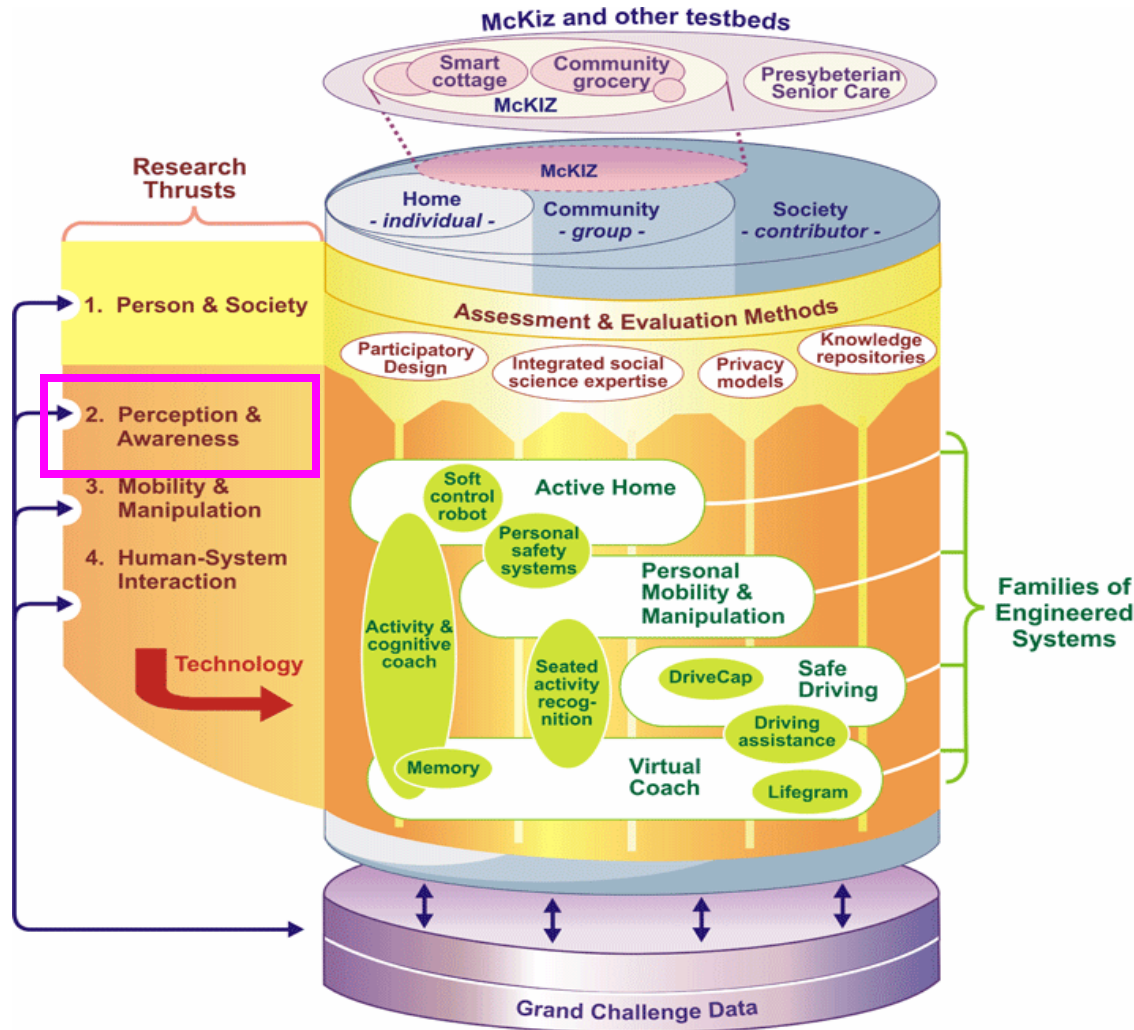 McKiz and other testbeds
Smart
cottage
Community
grocery
McKIZ
Presybeterian
Senior Care
McKIZ
Home
- individual -
Community
- group -
Society
- contributor -
Research
Thrusts
1. Person & Society
2. Perception &
Awareness
3. Mobility &
Manipulation
4. Human-System
Interaction
Technology
Assessment & Evaluation Methods
Participatory
Design
Integrated social
science expertise
Privacy
models
Knowledge
repositories
Soft
control
robot
Active Home
Personal
safety
systems
Personal
Mobility &
Manipulation
Activity &
cognitive
coach
Seated
activity
recog-
nition
DriveCap
Safe
Driving
Driving
assistance
Memory
Virtual
Coach
Lifegram
Families of
Engineered
Systems
Grand Challenge Data